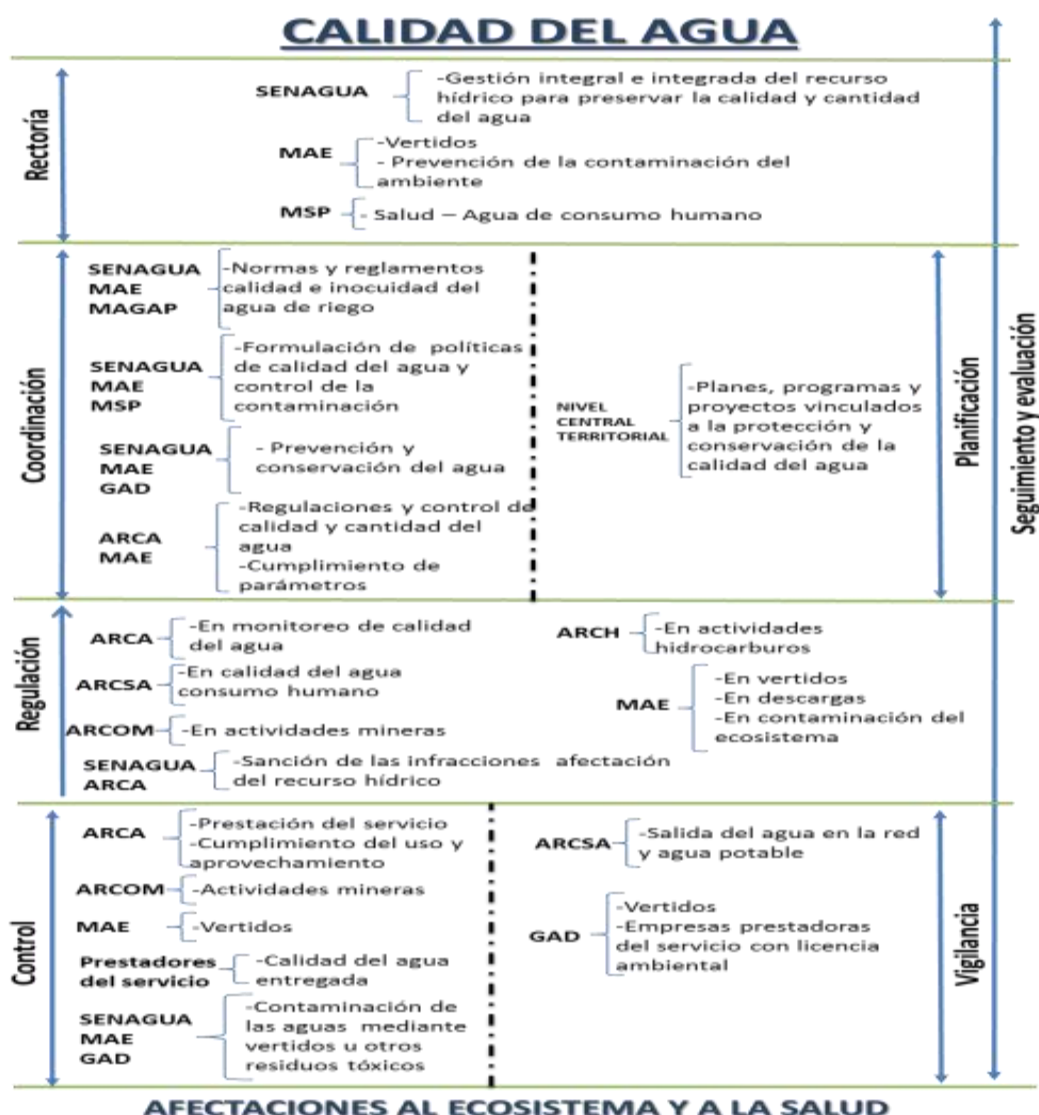 CALIDAD DEL AGUA
Rectoría
SENAGUA
-Gestión integral e integrada del recurso
hídrico para preservar la calidad y cantidad
del agua
MAE
-Vertidos
- Prevención de la contaminación del
ambiente
MSP
- Salud – Agua de consumo humano
Coordinación
SENAGUA
MAE
MAGAP
-Normas y reglamentos
calidad e inocuidad del
agua de riego
SENAGUA
MAE
MSP
-Formulación de políticas
de calidad del agua y
control de la
contaminación
SENAGUA
MAE
GAD
- Prevención y
conservación del agua
ARCA
MAE
-Regulaciones y control de
calidad y cantidad del
agua
-Cumplimiento de
parámetros
NIVEL
CENTRAL
TERRITORIAL
-Planes, programas y
proyectos vinculados
a la protección y
conservación de la
calidad del agua
Planificación
Seguimiento y evaluación
Regulación
ARCA
-En monitoreo de calidad
del agua
ARCSA
-En calidad del agua
consumo humano
ARCOM
-En actividades mineras
SENAGUA
ARCA
-Sanción de las infracciones afectación
del recurso hídrico
ARCH
-En actividades
hidrocarburos
MAE
-En vertidos
-En descargas
-En contaminación del
ecosistema
Control
ARCA
-Prestación del servicio
-Cumplimiento del uso y
aprovechamiento
ARCOM
-Actividades mineras
MAE
-Vertidos
Prestadores
del servicio
-Calidad del agua
entregada
SENAGUA
MAE
GAD
-Contaminación de
las aguas mediante
vertidos u otros
residuos tóxicos
ARCSA
-Salida del agua en la red
y agua potable
GAD
-Vertidos
-Empresas prestadoras
del servicio con licencia
ambiental
Vigilancia
AFECTACIONES AL ECOSISTEMA Y A LA SALUD